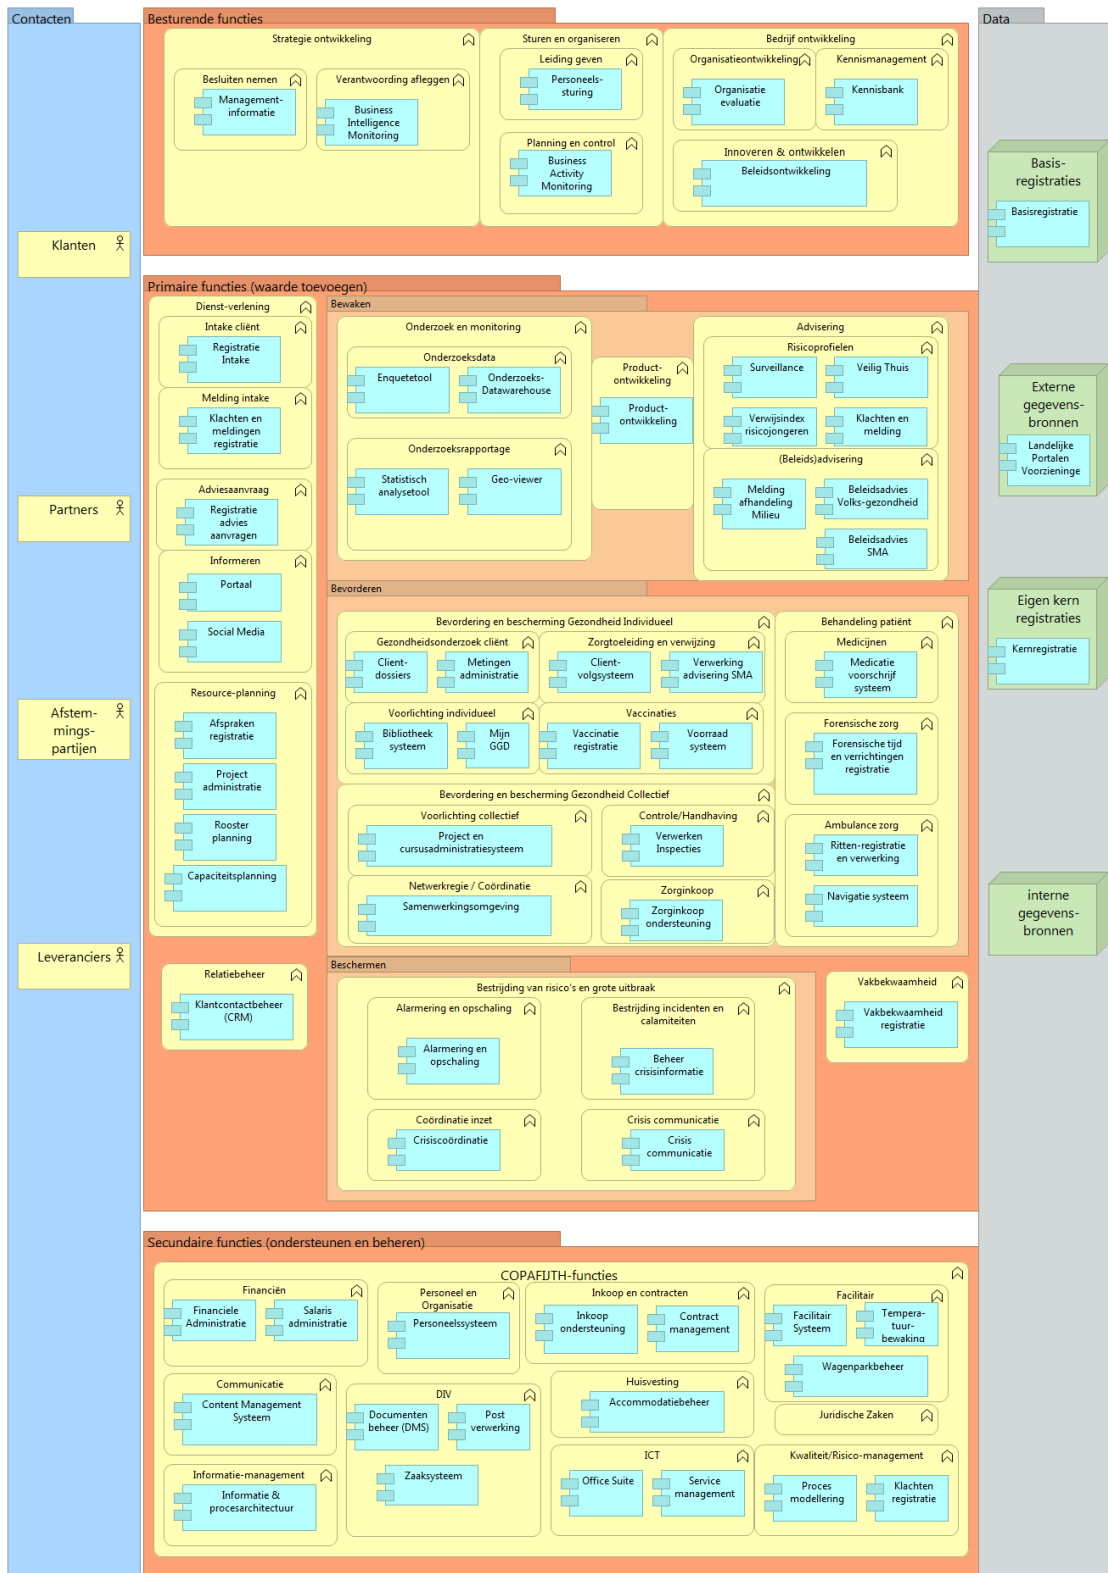 Contacten
Klanten
Partners
Afstem-
mings-
partijen
Leveranciers
Besturende functies
Strategie ontwikkeling
Besluiten nemen
Management-
informatie
Verantwoording afleggen
Business
Intelligence
Monitoring
Sturen en organiseren
Leiding geven
Personeels-
sturing
Planning en control
Business
Activity
Monitoring
Bedrijf ontwikkeling
Organisatieontwikkeling
Organisatie
evaluatie
Kennismanagement
Kennisbank
Innoveren & ontwikkelen
Beleidsontwikkeling
Primaire functies (waarde toevoegen)
Dienst-verlening
Intake cliënt
Registratie
Intake
Melding intake
Klachten en
meldingen
registratie
Adviesaanvraag
Registratie
advies
aanvragen
Informeren
Portaal
Social Media
Resource-planning
Afspraken
registratie
Project
administratie
Rooster
planning
Capaciteitsplanning
Relatiebeheer
Klantcontactbeheer
(CRM)
Bewaken
Onderzoek en monitoring
Onderzoeksdata
Enquetetool
Onderzoeks-
Datawarehouse
Onderzoeksrapportage
Statistisch
analysetool
Geo-viewer
Product-
ontwikkeling
Product-
ontwikkeling
Advisering
Risicoprofielen
Surveillance
Veilig Thuis
Verwijsindex
risicojongeren
Klachten en
melding
(Beleids)advisering
Melding
afhandeling
Milieu
Beleidsadvies
Volks-gezondheid
Beleidsadvies
SMA
Bevorderen
Bevordering en bescherming Gezondheid Individueel
Gezondheidsonderzoek cliënt
Client-
dossiers
Metingen
administratie
Zorgtoeleiding en verwijzing
Client-
volgsysteem
Verwerking
advisering SMA
Voorlichting individueel
Bibliotheek
systeem
Mijn
GGD
Vaccinaties
Vaccinatie
registratie
Voorraad
systeem
Bevordering en bescherming Gezondheid Collectief
Voorlichting collectief
Project en
cursusadministratiesysteem
Controle/Handhaving
Verwerken
Inspecties
Netwerkregie / Coördinatie
Samenwerkingsomgeving
Zorginkoop
Zorginkoop
ondersteuning
Behandeling patiënt
Medicijnen
Medicatie
voorschrijf
systeem
Forensische zorg
Forensische tijd
en verrichtingen
registratie
Ambulance zorg
Ritten-registratie
en verwerking
Navigatie systeem
Beschermen
Bestrijding van risico's en grote uitbraak
Alarmering en opschaling
Alarmering en
opschaling
Bestrijding incidenten en
calamiteiten
Beheer
crisisinformatie
Coördinatie inzet
Crisiscoördinatie
Crisis communicatie
Crisis
communicatie
Vakbekwaamheid
Vakbekwaamheid
registratie
Secundaire functies (ondersteunen en beheren)
COPAFIJTH-functies
Financiën
Financiele
Administratie
Salaris
administratie
Personeel en
Organisatie
Personeelssysteem
Inkoop en contracten
Inkoop
ondersteuning
Contract
management
Facilitair
Facilitair
Systeem
Tempera-
tuur-
bewaking
Wagenparkbeheer
Communicatie
Content Management
Systeem
DIV
Documenten
beheer (DMS)
Post
verwerking
Zaaksysteem
Huisvesting
Accommodatiebeheer
Juridische Zaken
Informatie-management
Informatie &
procesarchitectuur
ICT
Office Suite
Service
management
Kwaliteit/Risico-management
Proces
modellering
Klachten
registratie
Data
Basis-
registraties
Basisregistratie
Externe
gegevens-
bronnen
Landelijke
Portalen
Voorzieninge
Eigen kern
registraties
Kernregistratie
interne
gegevens-
bronnen